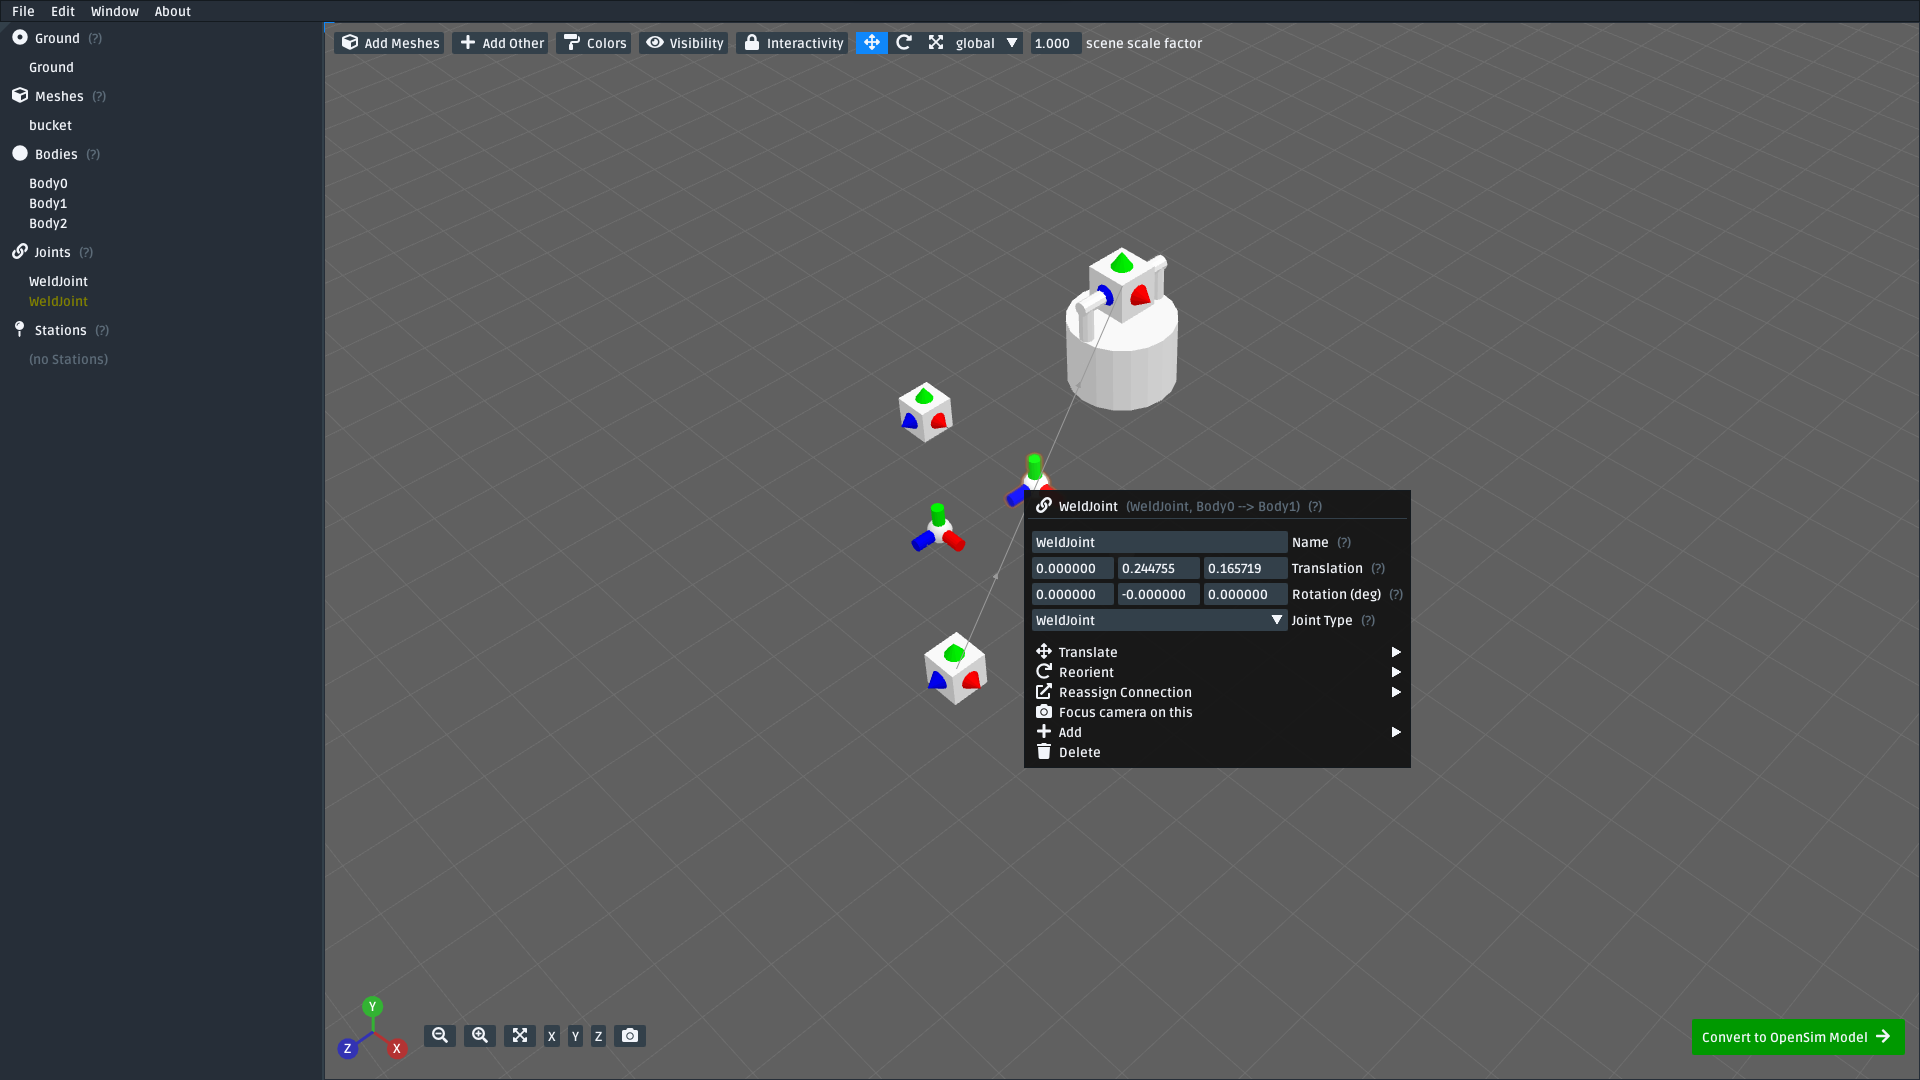 File Edit Window About
Ground (?)
Ground
Meshes (?)
bucket
Bodies (?)
Body0
Body1
Body2
Joints (?)
WeldJoint
WeldJoint
Stations (?)
(no Stations)
Add Meshes Add Other Colors Visibility Interactivity global 1.000 scene scale factor
WeldJoint (WeldJoint, Body0 --> Body1) (?)
WeldJoint Name (?)
0.000000 0.244755 0.165719 Translation (?)
0.000000 -0.000000 0.000000 Rotation (deg) (?)
WeldJoint Joint Type (?)
Translate
Reorient
Reassign Connection
Focus camera on this
Add
Delete
Y
Z X
X Y Z
Convert to OpenSim Model